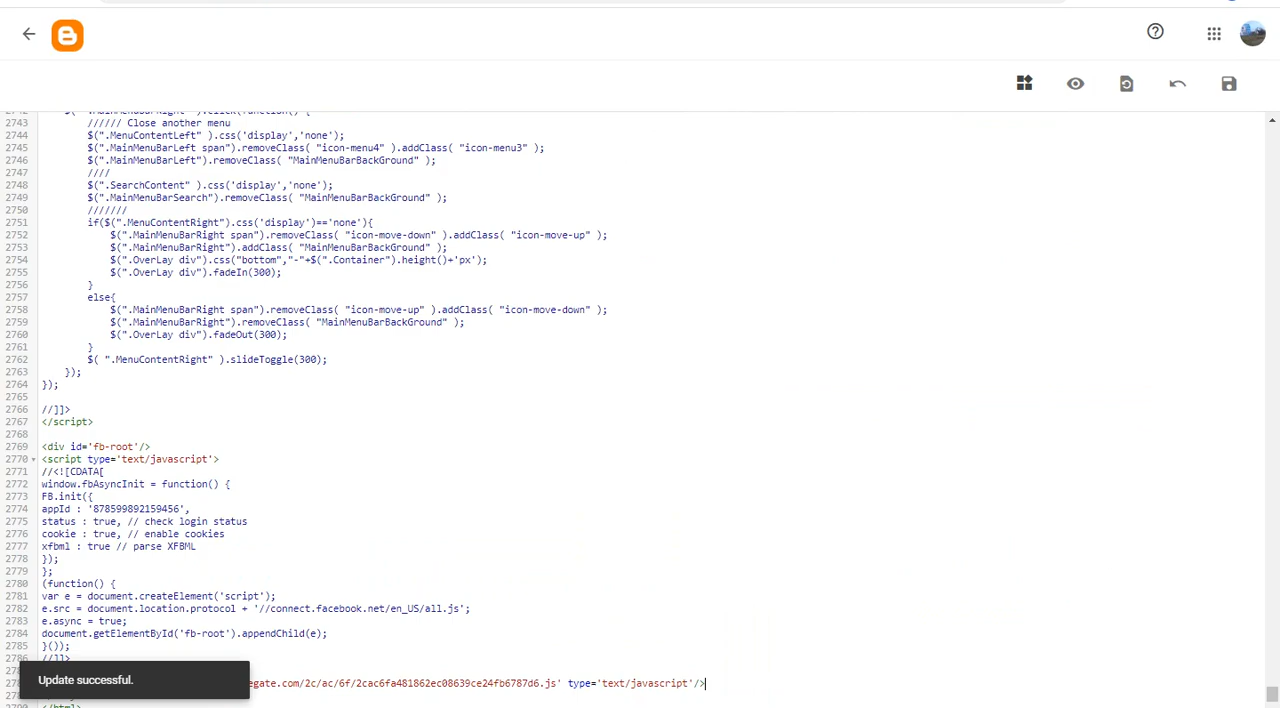 2742 $( ".MainMenuBarRight" ).click(function() {
2743 ////// Close another menu
2744 $(".MenuContentLeft" ).css('display','none');
2745 $(".MainMenuBarLeft span").removeClass( "icon-menu4" ).addClass( "icon-menu3" );
2746 $(".MainMenuBarLeft").removeClass( "MainMenuBarBackGround" );
2747 ////
2748 $(".SearchContent" ).css('display','none');
2749 $(".MainMenuBarSearch").removeClass( "MainMenuBarBackGround" );
2750 ///////
2751 if($(".MenuContentRight").css('display')=='none'){
2752 $(".MainMenuBarRight span").removeClass( "icon-move-down" ).addClass( "icon-move-up" );
2753 $(".MainMenuBarRight").addClass( "MainMenuBarBackGround" );
2754 $(".OverLay div").css("bottom","-"+$(".Container").height()+'px');
2755 $(".OverLay div").fadeIn(300);
2756 }
2757 else{
2758 $(".MainMenuBarRight span").removeClass( "icon-move-up" ).addClass( "icon-move-down" );
2759 $(".MainMenuBarRight").removeClass( "MainMenuBarBackGround" );
2760 $(".OverLay div").fadeOut(300);
2761 }
2762 $( ".MenuContentRight" ).slideToggle(300);
2763 });
2764 });
2765
2766 //]]>
2767 </script>
2768
2769 <div id='fb-root'/>
2770 <script type='text/javascript'>
2771 //<![CDATA[
2772 window.fbAsyncInit = function() {
2773 FB.init({
2774 appId : '878599892159456',
2775 status : true, // check login status
2776 cookie : true, // enable cookies
2777 xfbml : true // parse XFBML
2778 });
2779 };
2780 (function() {
2781 var e = document.createElement('script');
2782 e.src = document.location.protocol + '//connect.facebook.net/en_US/all.js';
2783 e.async = true;
2784 document.getElementById('fb-root').appendChild(e);
2785 }());
2786 //]]>
Update successful.
egate.com/2c/ac/6f/2cac6fa481862ec08639ce24fb6787d6.js' type='text/javascript'/>
</html>